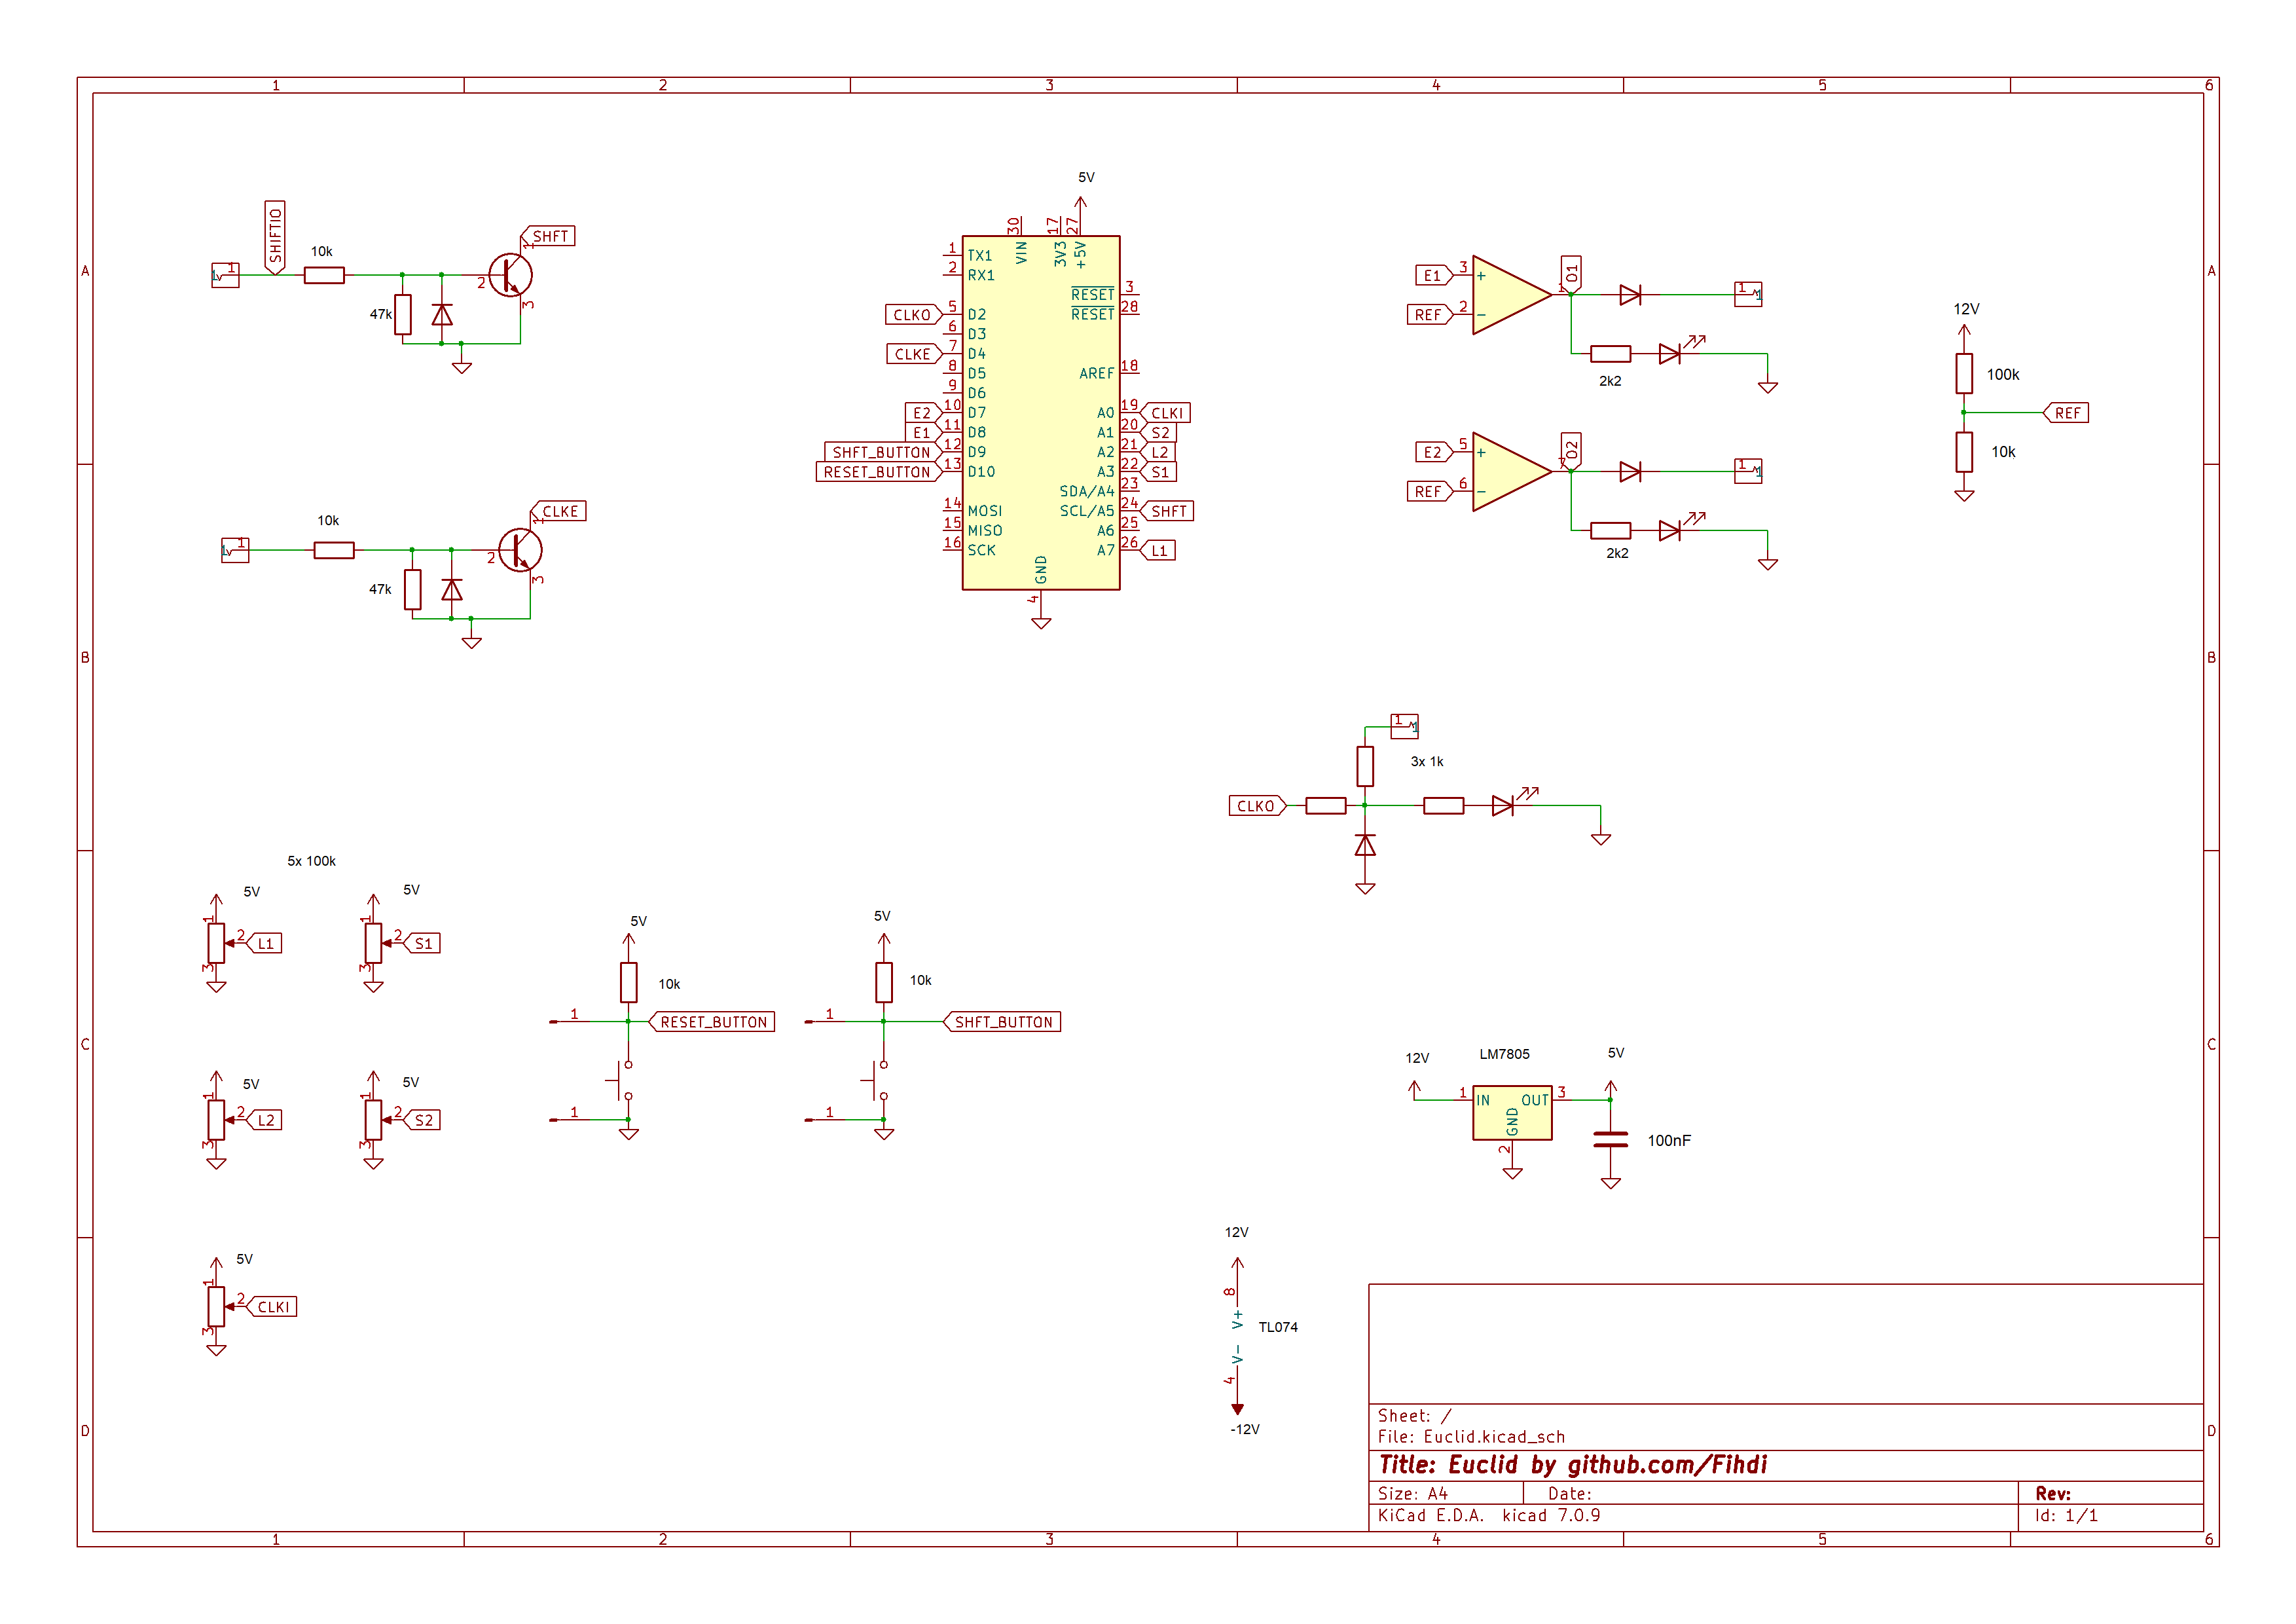 1 2 3 4 5 6
A A
B B
C C
D D
1 2 3 4 5 6
SHIFTIO
1
10k
47k
2
1
3
SHFT
1
10k
47k
2
1
3
CLKE
5V
30 17 27
VIN 3V3 +5V
1 TX1
2 RX1
RESET 3
RESET 28
CLKO 5 D2
6 D3
CLKE 7 D4
8 D5
9 D6
E2 10 D7
E1 11 D8
SHFT_BUTTON 12 D9
RESET_BUTTON 13 D10
14 MOSI
15 MISO
16 SCK
AREF 18
A0 19 CLKI
A1 20 S2
A2 21 L2
A3 22 S1
SDA/A4 23
SCL/A5 24 SHFT
A6 25
A7 26 L1
GND
4
E1 3 +
REF 2 -
1
O1
1 1
2k2
E2 5 +
REF 6 -
7
O2
1 1
2k2
12V
100k
REF
10k
1 1
3x 1k
CLKO
5x 100k
5V
1
2 L1
3
5V
1
2 S1
3
5V
1
2 L2
3
5V
1
2 S2
3
5V
1
2 CLKI
3
5V
10k
1 RESET_BUTTON
1
5V
10k
1 SHFT_BUTTON
1
12V LM7805 5V
1 IN OUT 3
GND
2
100nF
12V
8
V+
TL074
V-
4
-12V
Sheet: /
File: Euclid.kicad_sch
Title: Euclid by github.com/Fihdi
Size: A4 Date: Rev:
KiCad E.D.A. kicad 7.0.9 Id: 1/1